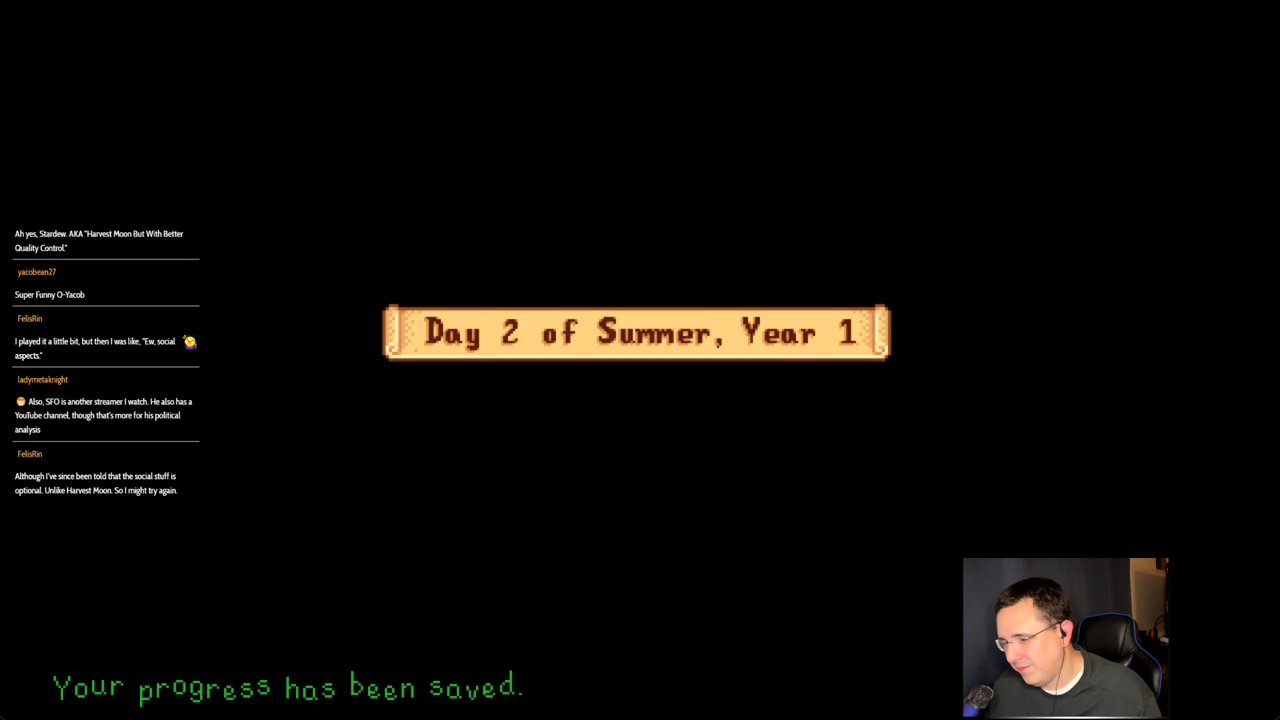 Ah yes, Stardew. AKA "Harvest Moon But With Better
Quality Control."
yacobean27
Super Funny O-Yacob
FelisRin
I played it a little bit, but then I was like, "Ew, social
aspects."
ladymetaknight
Also, SFO is another streamer I watch. He also has a
YouTube channel, though that's more for his political
analysis
FelisRin
Although I've since been told that the social stuff is
optional. Unlike Harvest Moon. So I might try again.
Day 2 of Summer, Year 1
Your progress has been saved.